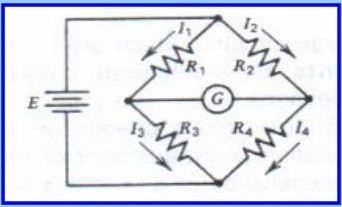 I₁ I₂
R₁ R₂
E G
I₃ R₃ R₄ I₄